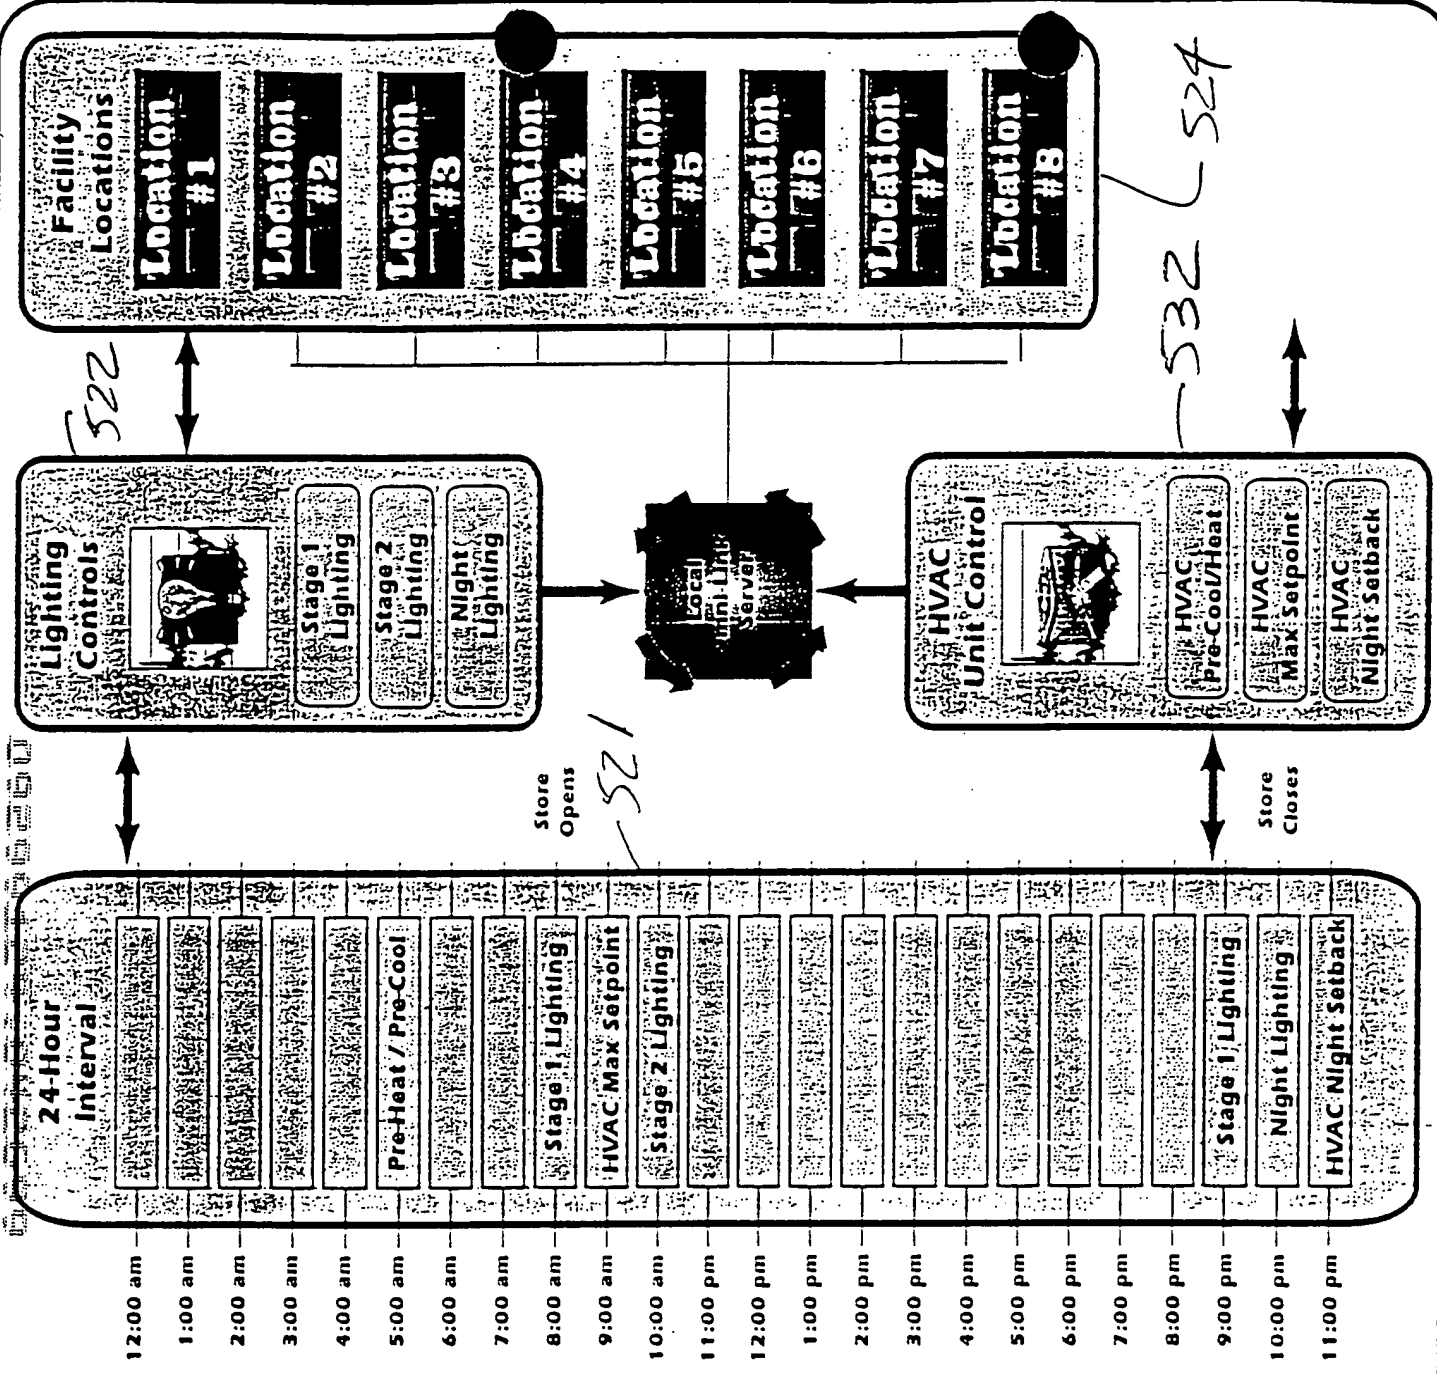 24-Hour
Interval
12:00 am
1:00 am
2:00 am
3:00 am
4:00 am
5:00 am Pre-Heat / Pre-Cool
6:00 am
7:00 am
8:00 am Stage 1 Lighting
9:00 am HVAC Max Setpoint
10:00 am Stage 2 Lighting
11:00 pm
12:00 pm
1:00 pm
2:00 pm
3:00 pm
4:00 pm
5:00 pm
6:00 pm
7:00 pm
8:00 pm
9:00 pm Stage 1 Lighting
10:00 pm Night Lighting
11:00 pm HVAC Night Setback
Store
Opens
521
Store
Closes
Lighting
Controls
Stage 1
Lighting
Stage 2
Lighting
Night
Lighting
522
Local
Uni-Link
Server
HVAC
Unit Control
HVAC
Pre-Cool/Heat
HVAC
Max Setpoint
HVAC
Night Setback
532
Facility
Locations
Location
#1
Location
#2
Location
#3
Location
#4
Location
#5
Location
#6
Location
#7
Location
#8
524